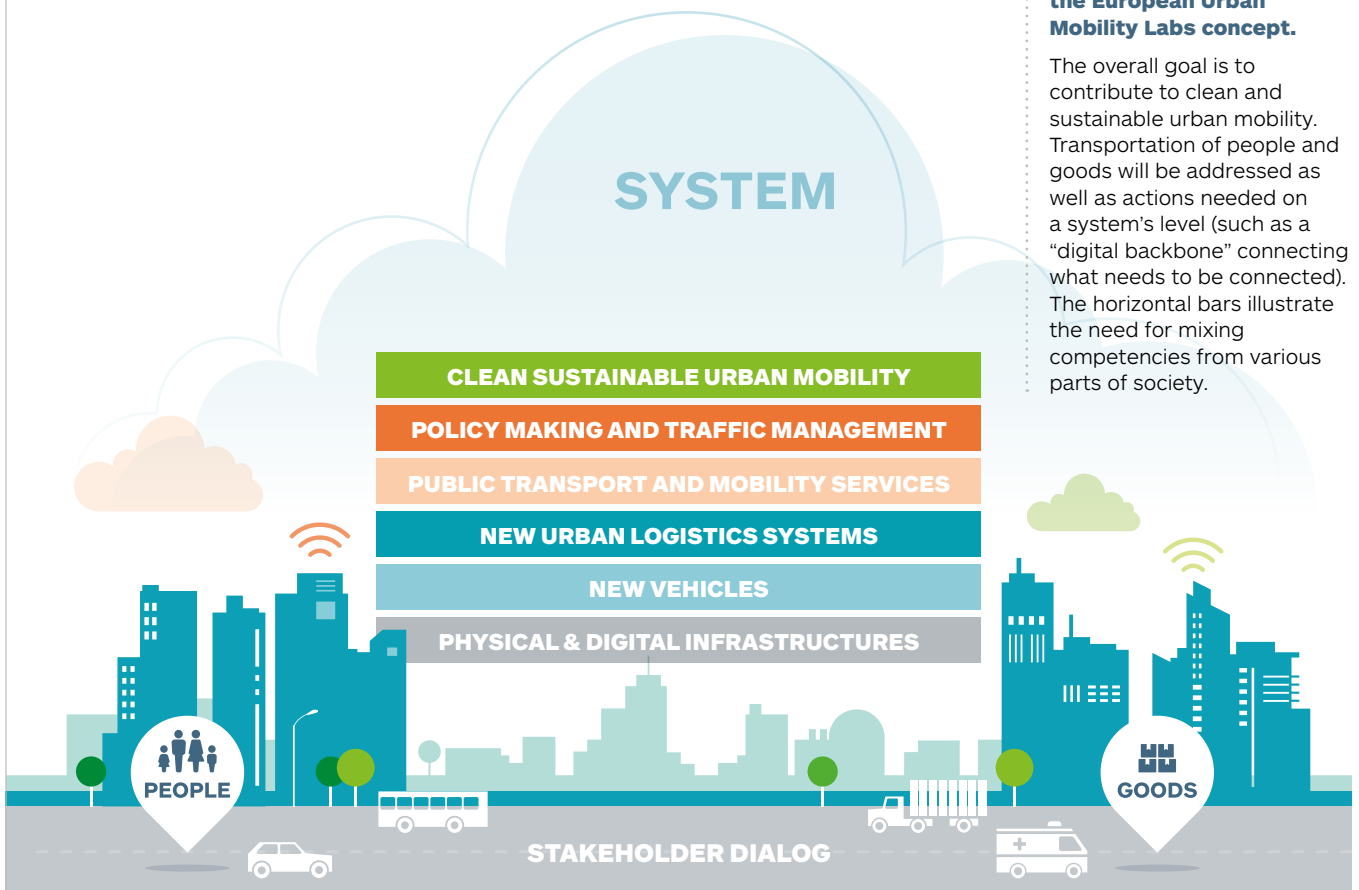 the European Urban
Mobility Labs concept.
The overall goal is to
contribute to clean and
sustainable urban mobility.
Transportation of people and
goods will be addressed as
well as actions needed on
a system’s level (such as a
“digital backbone” connecting
what needs to be connected).
The horizontal bars illustrate
the need for mixing
competencies from various
parts of society.
SYSTEM
CLEAN SUSTAINABLE URBAN MOBILITY
POLICY MAKING AND TRAFFIC MANAGEMENT
PUBLIC TRANSPORT AND MOBILITY SERVICES
NEW URBAN LOGISTICS SYSTEMS
NEW VEHICLES
PHYSICAL & DIGITAL INFRASTRUCTURES
PEOPLE
GOODS
STAKEHOLDER DIALOG